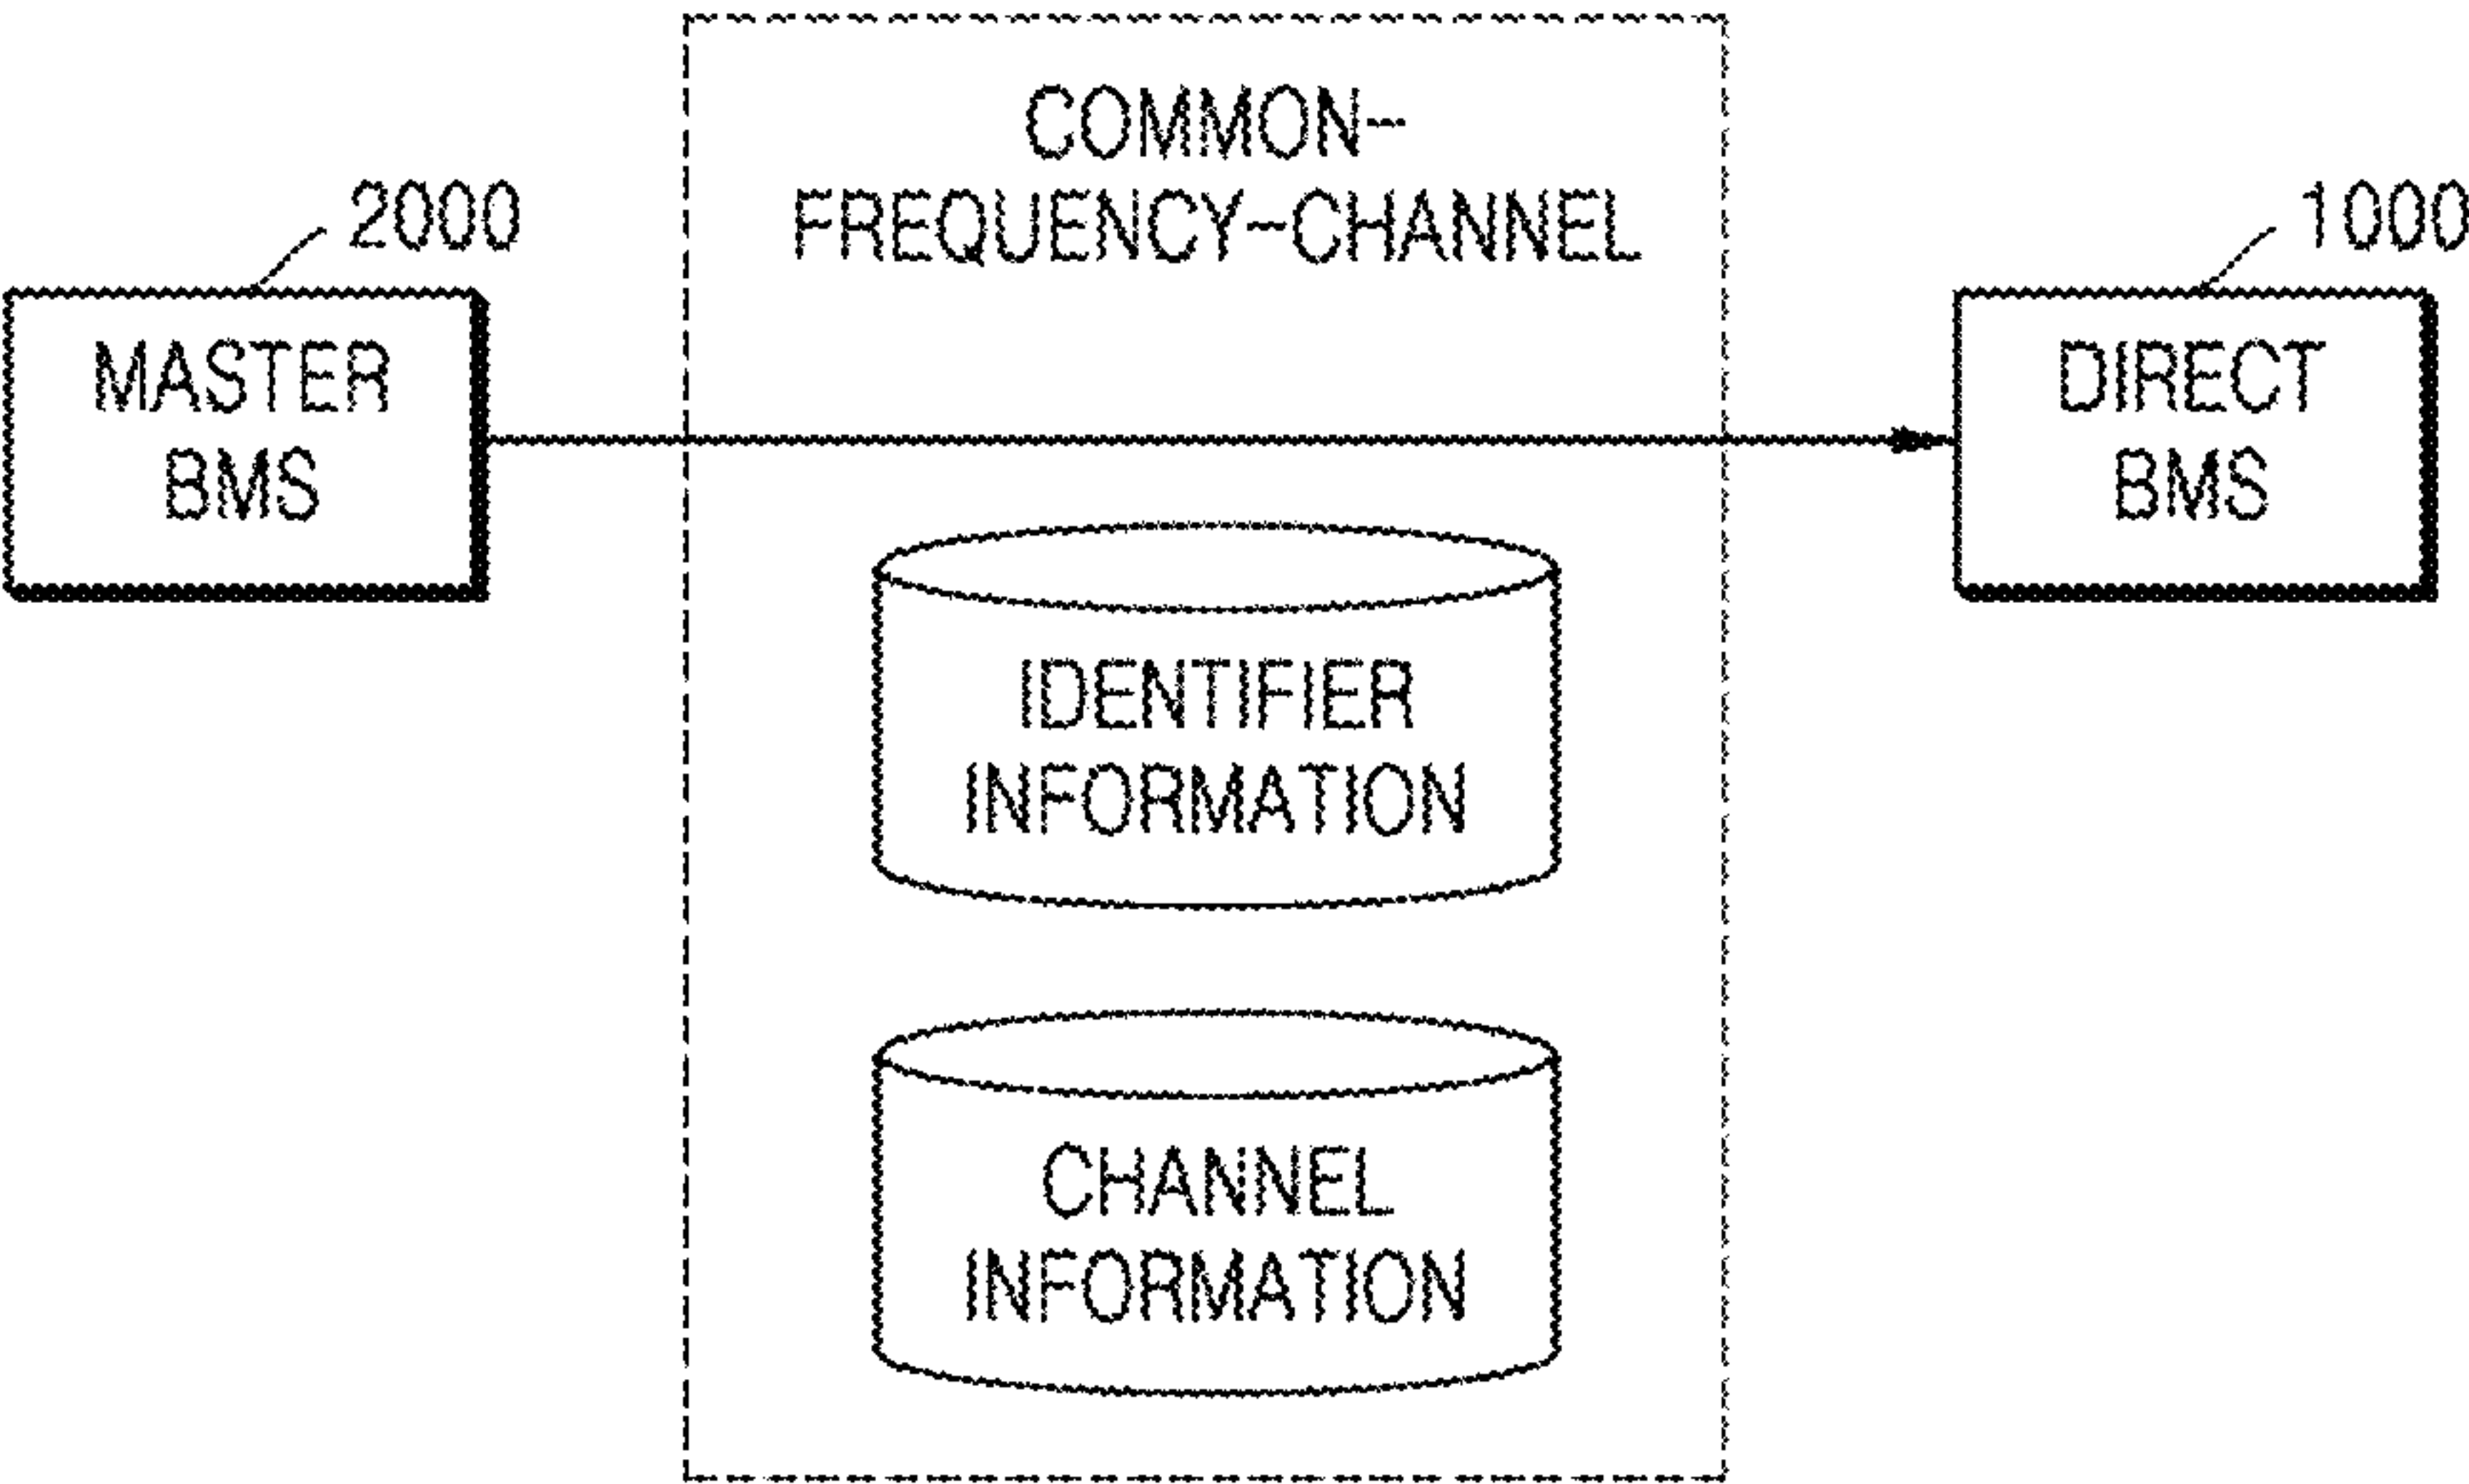 COMMON-
FREQUENCY-CHANNEL
2000
1000
MASTER
BMS
DIRECT
BMS
IDENTIFIER
INFORMATION
CHANNEL
INFORMATION